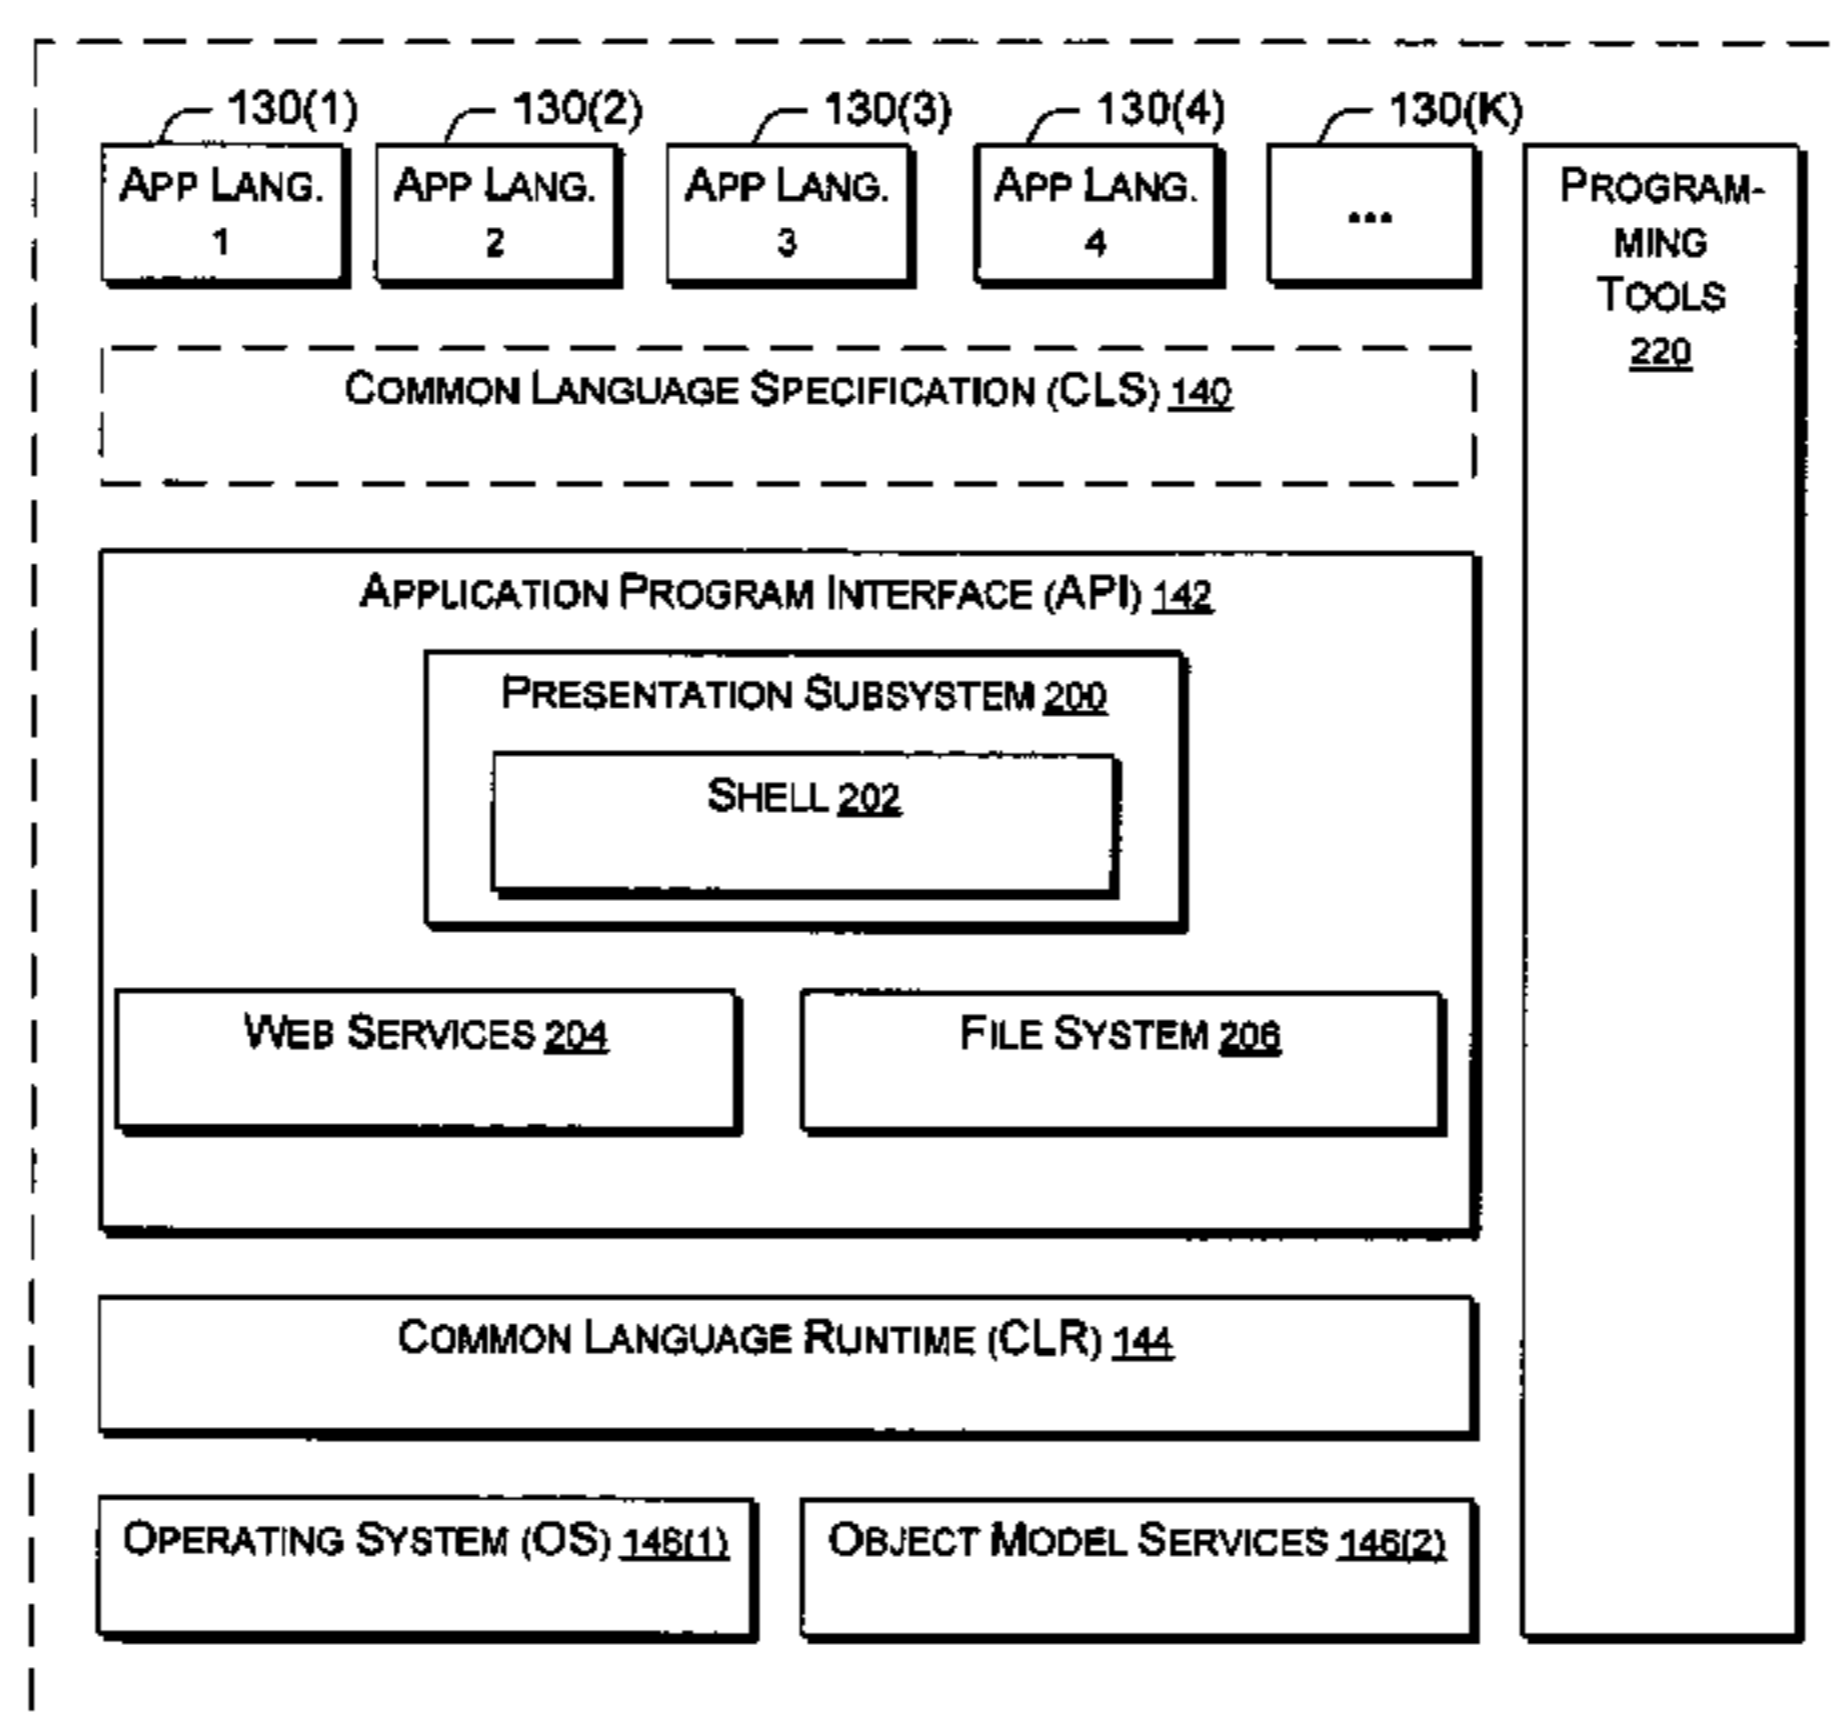 130(1) 130(2) 130(3) 130(4) 130(K)
APP LANG.
1
APP LANG.
2
APP LANG.
3
APP LANG.
4
...
PROGRAM-
MING
TOOLS
220
COMMON LANGUAGE SPECIFICATION (CLS) 140
APPLICATION PROGRAM INTERFACE (API) 142
PRESENTATION SUBSYSTEM 200
SHELL 202
WEB SERVICES 204
FILE SYSTEM 206
COMMON LANGUAGE RUNTIME (CLR) 144
OPERATING SYSTEM (OS) 146(1)
OBJECT MODEL SERVICES 146(2)